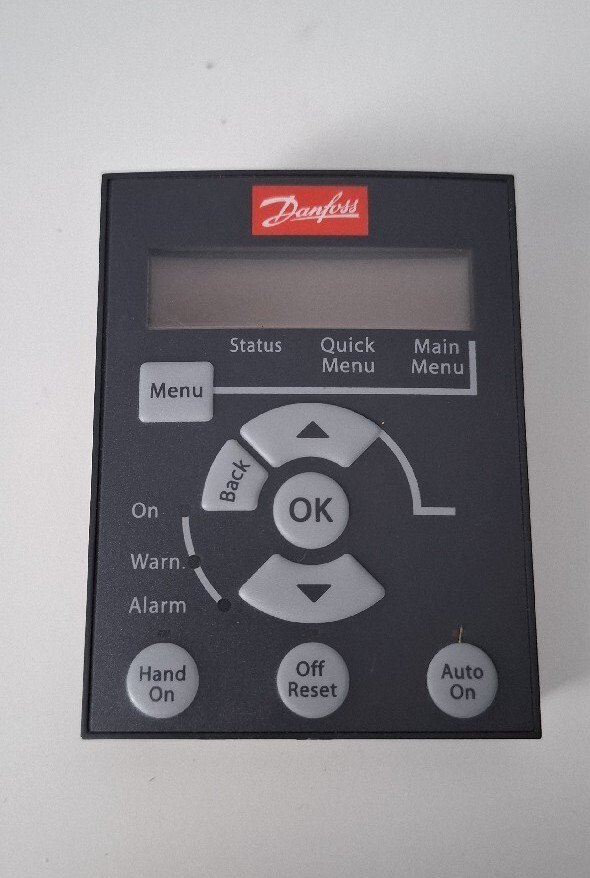 Danfoss
Status Quick Menu Main Menu
Menu
Back
OK
On
Warn.
Alarm
Hand On
Off Reset
Auto On